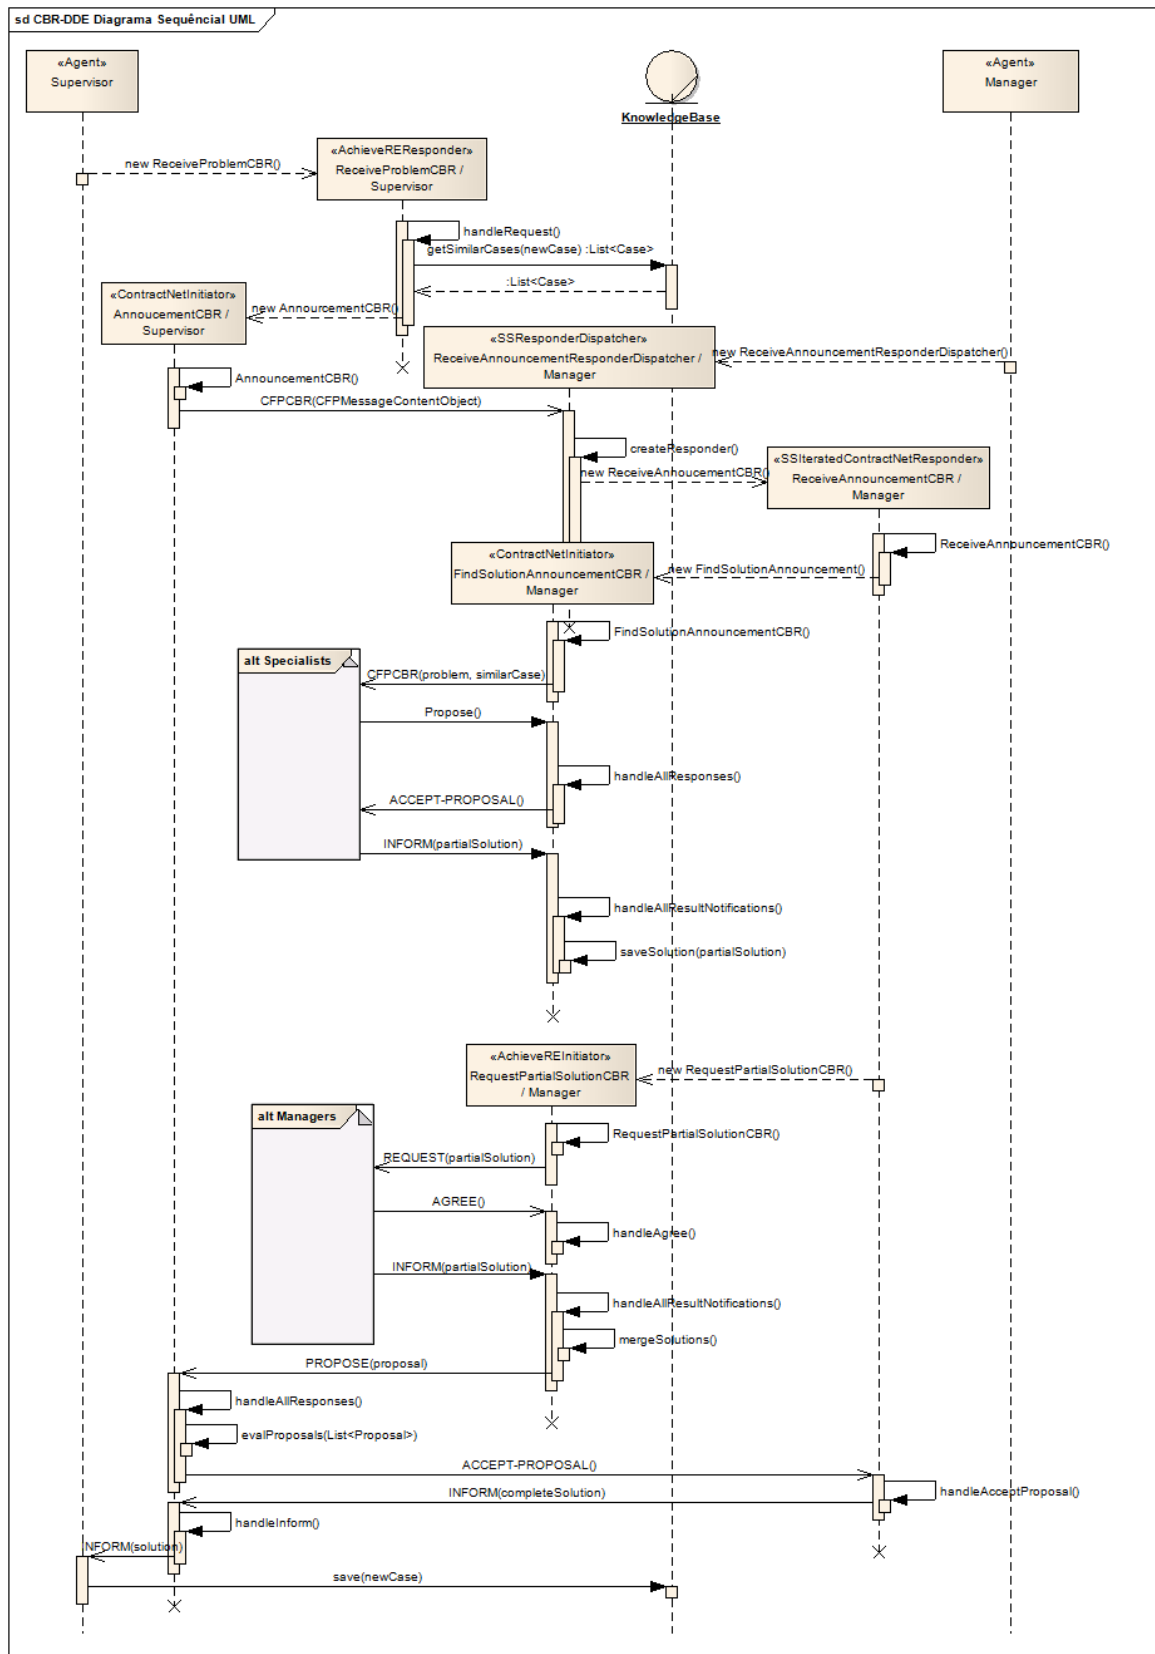 sd CBR-DDE Diagrama Sequêncial UML
«Agent»
Supervisor
KnowledgeBase
«Agent»
Manager
new ReceiveProblemCBR()
«AchieveREResponder»
ReceiveProblemCBR /
Supervisor
handleRequest()
getSimilarCases(newCase) :List<Case>
:List<Case>
«ContractNetInitiator»
AnnoucementCBR /
Supervisor
new AnnouncementCBR()
«SSResponderDispatcher»
ReceiveAnnouncementResponderDispatcher /
Manager
new ReceiveAnnouncementResponderDispatcher()
AnnouncementCBR()
CFPCBR(CFPMessageContentObject)
createResponder()
new ReceiveAnnoucementCBR()
«SSIteratedContractNetResponder»
ReceiveAnnouncementCBR /
Manager
ReceiveAnnouncementCBR()
«ContractNetInitiator»
FindSolutionAnnouncementCBR /
Manager
new FindSolutionAnnouncement()
FindSolutionAnnouncementCBR()
alt Specialists
CFPCBR(problem, similarCase)
Propose()
handleAllResponses()
ACCEPT-PROPOSAL()
INFORM(partialSolution)
handleAllResultNotifications()
saveSolution(partialSolution)
«AchieveREInitiator»
RequestPartialSolutionCBR
/ Manager
new RequestPartialSolutionCBR()
alt Managers
RequestPartialSolutionCBR()
REQUEST(partialSolution)
AGREE()
handleAgree()
INFORM(partialSolution)
handleAllResultNotifications()
mergeSolutions()
PROPOSE(proposal)
handleAllResponses()
evalProposals(List<Proposal>)
ACCEPT-PROPOSAL()
handleAcceptProposal()
INFORM(completeSolution)
handleInform()
NFORM(solution)
save(newCase)